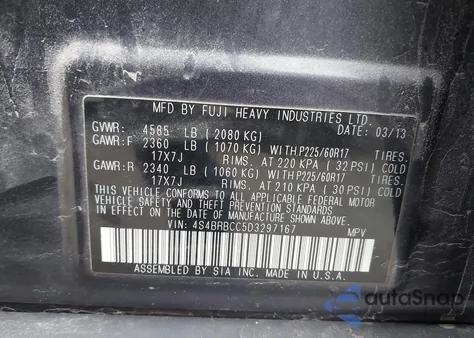 MFD BY FUJI HEAVY INDUSTRIES LTD.
GVWR: 4585 LB (2080 KG) DATE: 03/13
GAWR:F 2360 LB (1070 KG) WITH P225/60R17 TIRES.
17X7J RIMS. AT 220 KPA (32 PSI) COLD
GAWR:R 2340 LB (1060 KG) WITH P225/60R17 TIRES.
17X7J RIMS. AT 210 KPA (30 PSI) COLD
THIS VEHICLE CONFORMS TO ALL APPLICABLE FEDERAL MOTOR
VEHICLE SAFETY, BUMPER AND THEFT PREVENTION STANDARDS
IN EFFECT ON THE DATE OF MANUFACTURE SHOWN ABOVE.
VIN: 4S4BRBCC5D3297167 MPV
ASSEMBLED BY SIA INC. MADE IN U.S.A.
autoSnap